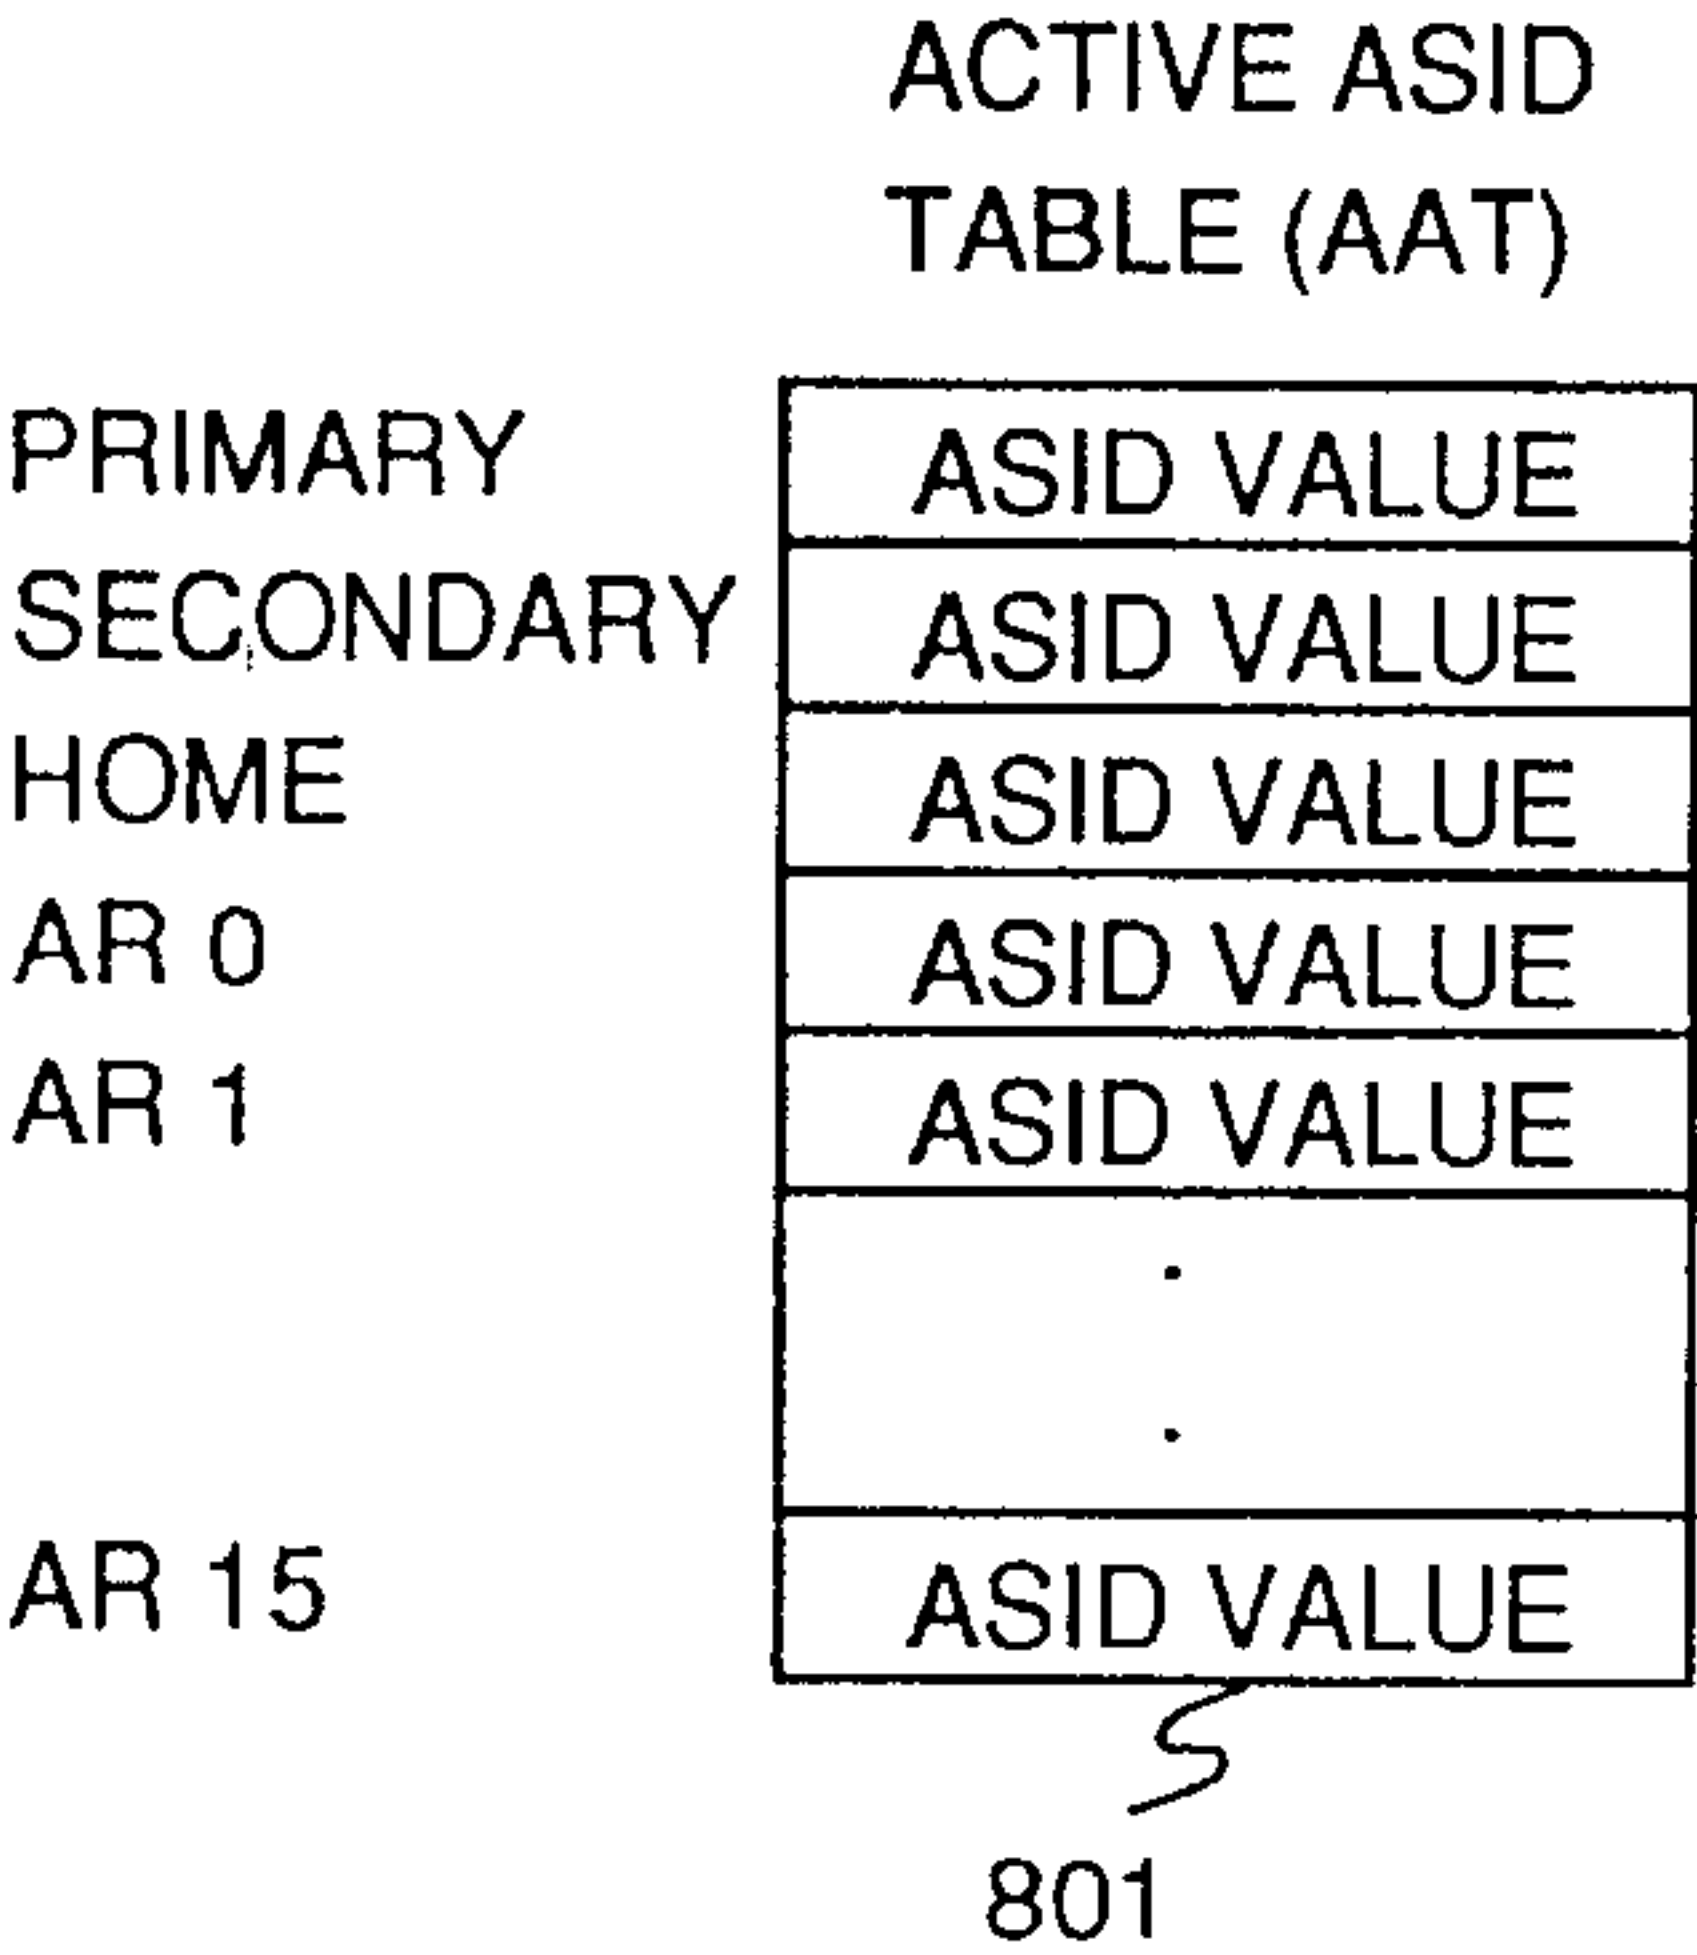 ACTIVE ASID
TABLE (AAT)
PRIMARY ASID VALUE
SECONDARY ASID VALUE
HOME ASID VALUE
AR 0 ASID VALUE
AR 1 ASID VALUE
.
.
AR 15 ASID VALUE
801